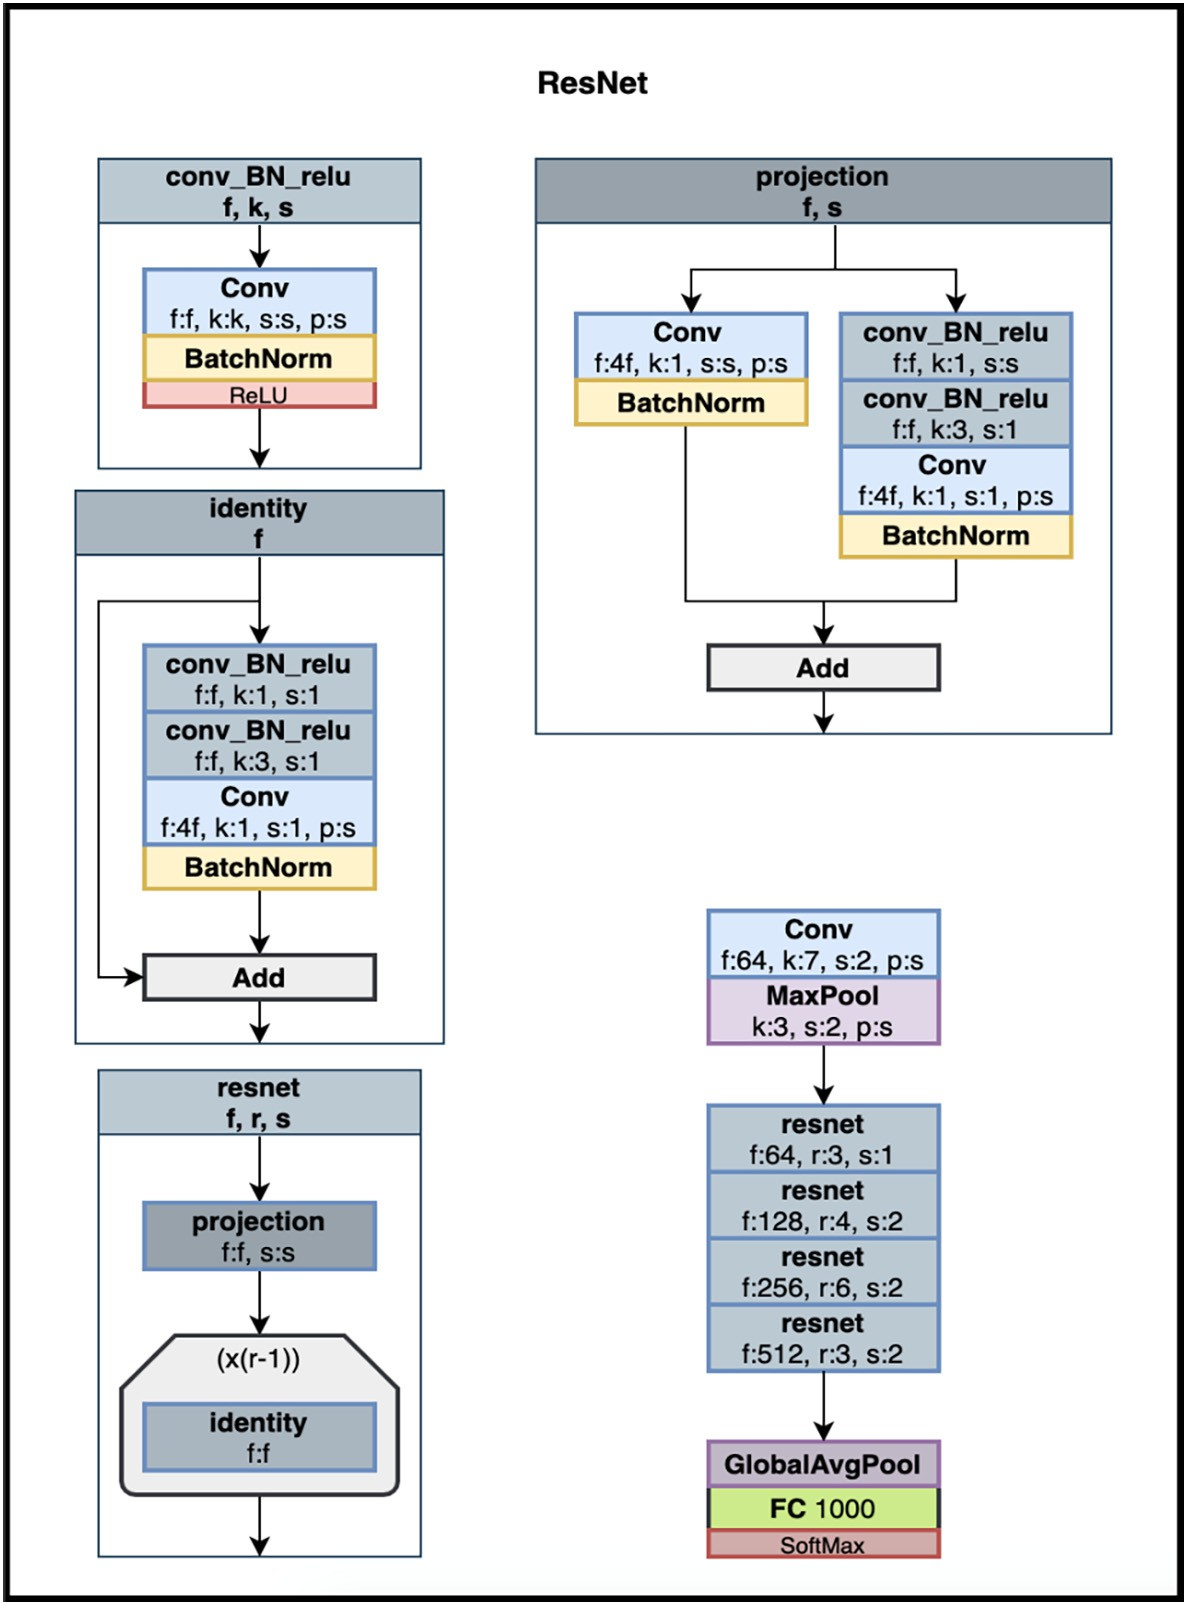 ResNet
conv_BN_relu
f, k, s
Conv
f:f, k:k, s:s, p:s
BatchNorm
ReLU
identity
f
conv_BN_relu
f:f, k:1, s:1
conv_BN_relu
f:f, k:3, s:1
Conv
f:4f, k:1, s:1, p:s
BatchNorm
Add
resnet
f, r, s
projection
f:f, s:s
(x(r-1))
identity
f:f
projection
f, s
Conv
f:4f, k:1, s:s, p:s
BatchNorm
conv_BN_relu
f:f, k:1, s:s
conv_BN_relu
f:f, k:3, s:1
Conv
f:4f, k:1, s:1, p:s
BatchNorm
Add
Conv
f:64, k:7, s:2, p:s
MaxPool
k:3, s:2, p:s
resnet
f:64, r:3, s:1
resnet
f:128, r:4, s:2
resnet
f:256, r:6, s:2
resnet
f:512, r:3, s:2
GlobalAvgPool
FC 1000
SoftMax